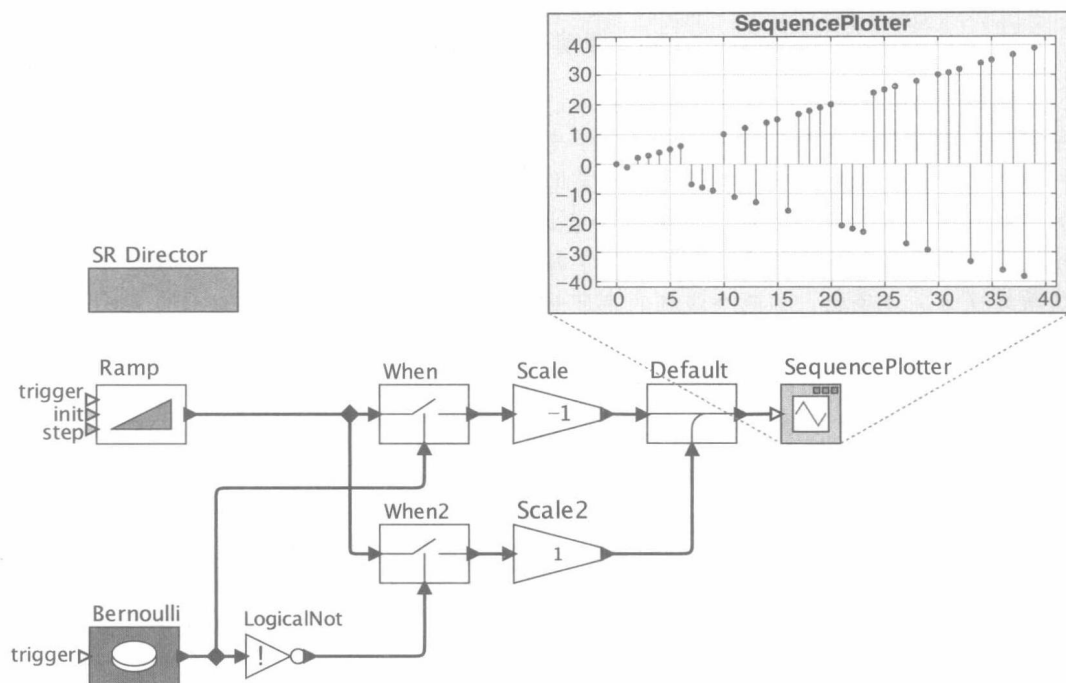 SequencePlotter
40
30
20
10
0
−10
−20
−30
−40
0 5 10 15 20 25 30 35 40
SR Director
Ramp
trigger
init
step
When
Scale
−1
Default
SequencePlotter
When2
Scale2
1
Bernoulli
trigger
LogicalNot
!